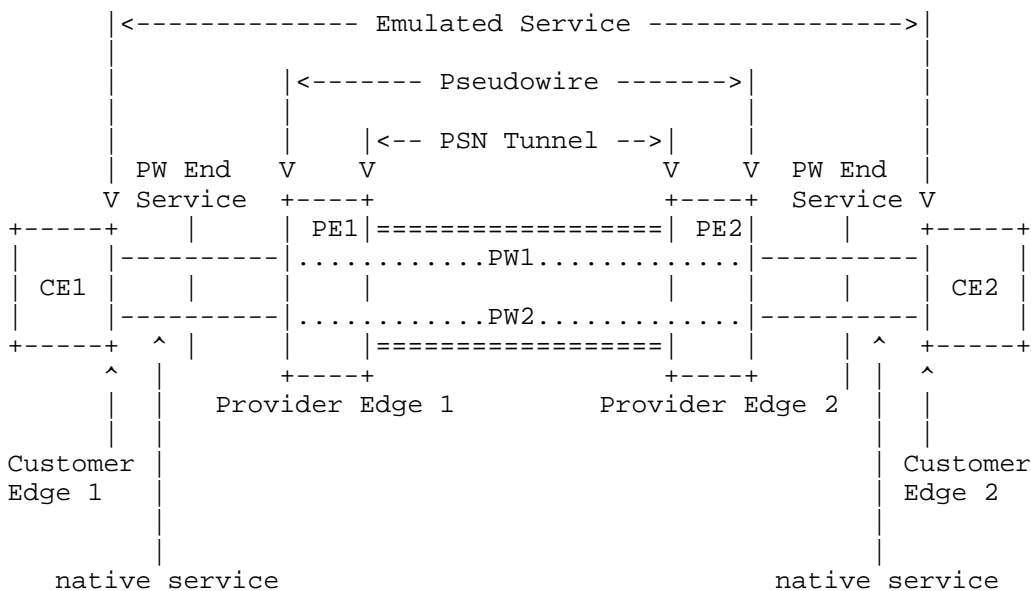 |<-------------- Emulated Service ---------------->|
|<------- Pseudowire ------->|
|<-- PSN Tunnel -->|
PW End V V V V PW End
V Service +----+ +----+ Service V
+-----+ | | PE1|==================| PE2| | +-----+
| |----------|............PW1.............|----------| |
| CE1 | | | | | | | CE2 |
| |----------|............PW2.............|----------| |
+-----+ ^ | | |==================| | | ^ +-----+
^ | +----+ +----+ | | ^
| | Provider Edge 1 Provider Edge 2 | |
Customer | | Customer
Edge 1 | | Edge 2
native service native service